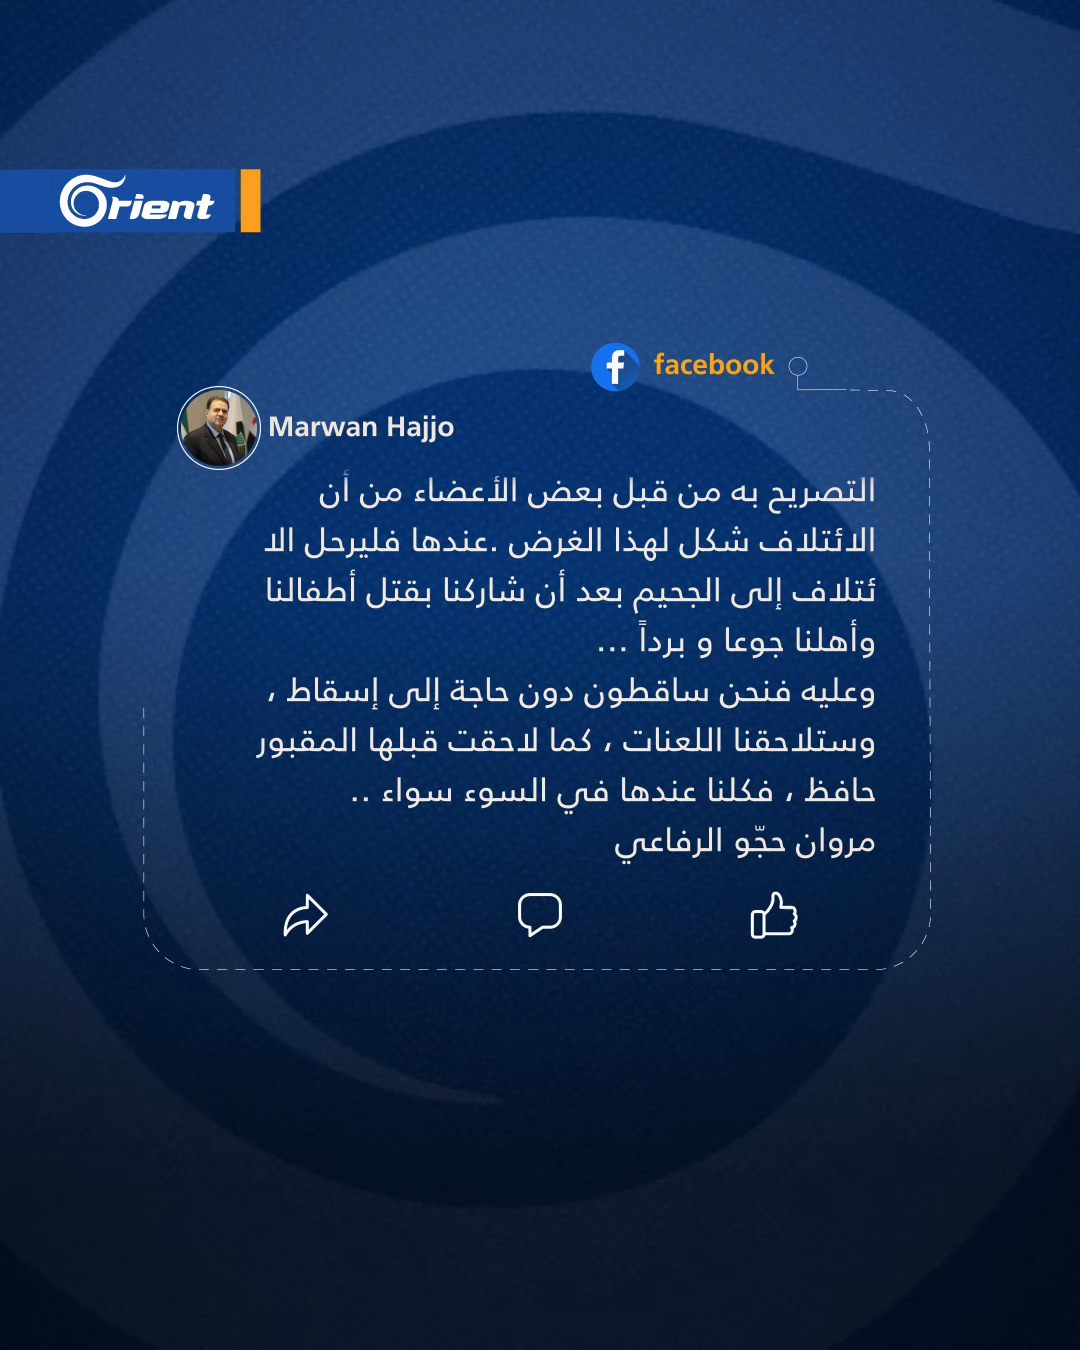 Orient
facebook
Marwan Hajjo
التصريح به من قبل بعض الأعضاء من أن
الائتلاف شكل لهذا الغرض .عندها فليرحل الا
ئتلاف إلى الجحيم بعد أن شاركنا بقتل أطفالنا
وأهلنا جوعا و برداً ...
وعليه فنحن ساقطون دون حاجة إلى إسقاط ،
وستلاحقنا اللعنات ، كما لاحقت قبلها المقبور
حافظ ، فكلنا عندها في السوء سواء ..
مروان حجّو الرفاعي